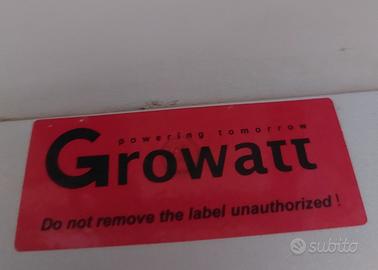 powering tomorrow
Growatt
Do not remove the label unauthorized !
subito